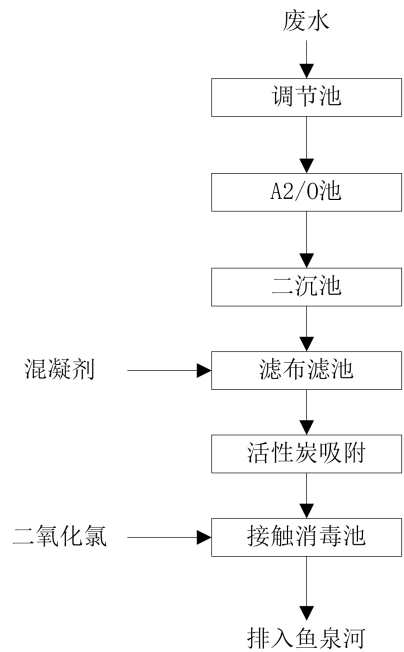 废水
调节池
A2/O池
二沉池
混凝剂
滤布滤池
活性炭吸附
二氧化氯
接触消毒池
排入鱼泉河